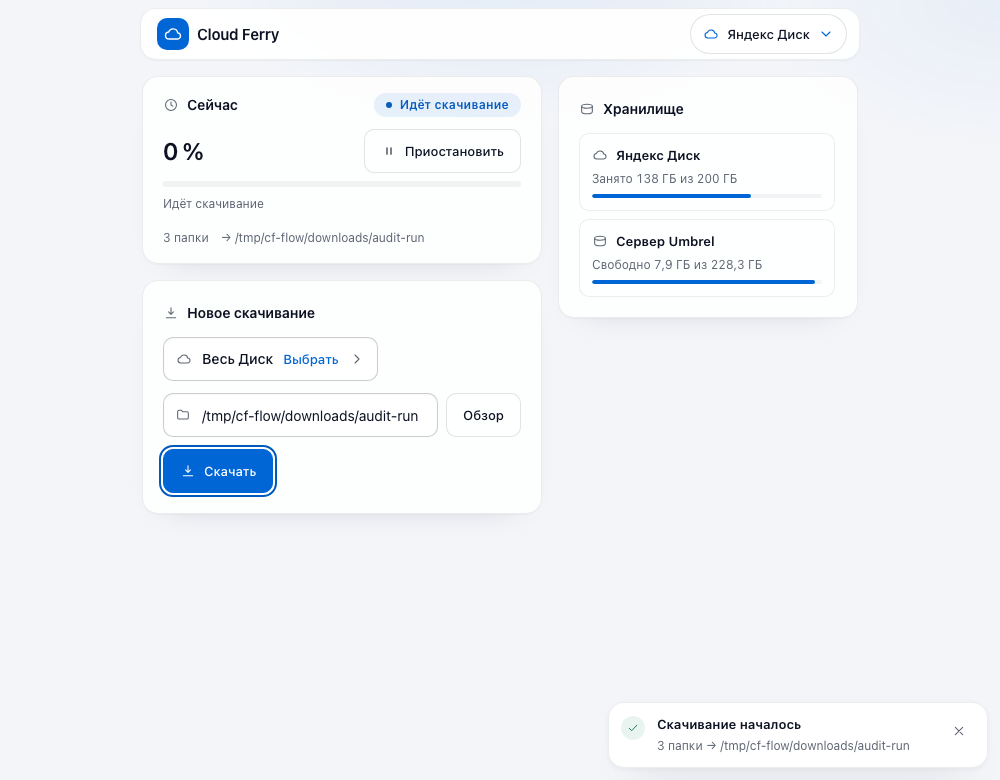 Cloud Ferry
Яндекс Диск
Сейчас
Идёт скачивание
0 %
Приостановить
Идёт скачивание
3 папки → /tmp/cf-flow/downloads/audit-run
Новое скачивание
Весь Диск Выбрать
/tmp/cf-flow/downloads/audit-run
Обзор
Скачать
Хранилище
Яндекс Диск
Занято 138 ГБ из 200 ГБ
Сервер Umbrel
Свободно 7,9 ГБ из 228,3 ГБ
Скачивание началось
3 папки → /tmp/cf-flow/downloads/audit-run